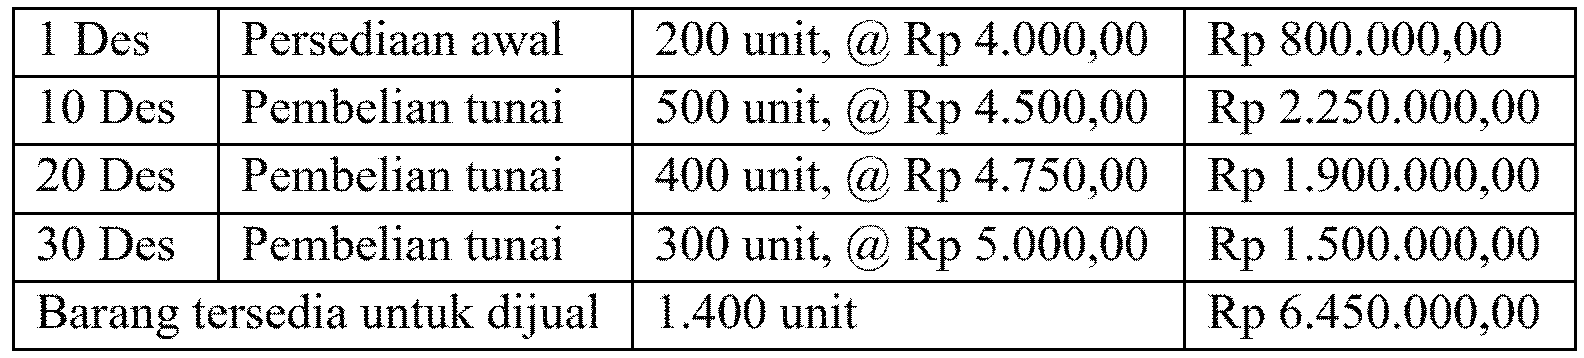 1 Des Persediaan awal 200 unit, @ Rp 4.000,00 Rp 800.000,00
10 Des Pembelian tunai 500 unit, @ Rp 4.500,00 Rp 2.250.000,00
20 Des Pembelian tunai 400 unit, @ Rp 4.750,00 Rp 1.900.000,00
30 Des Pembelian tunai 300 unit, @ Rp 5.000,00 Rp 1.500.000,00
Barang tersedia untuk dijual 1.400 unit Rp 6.450.000,00